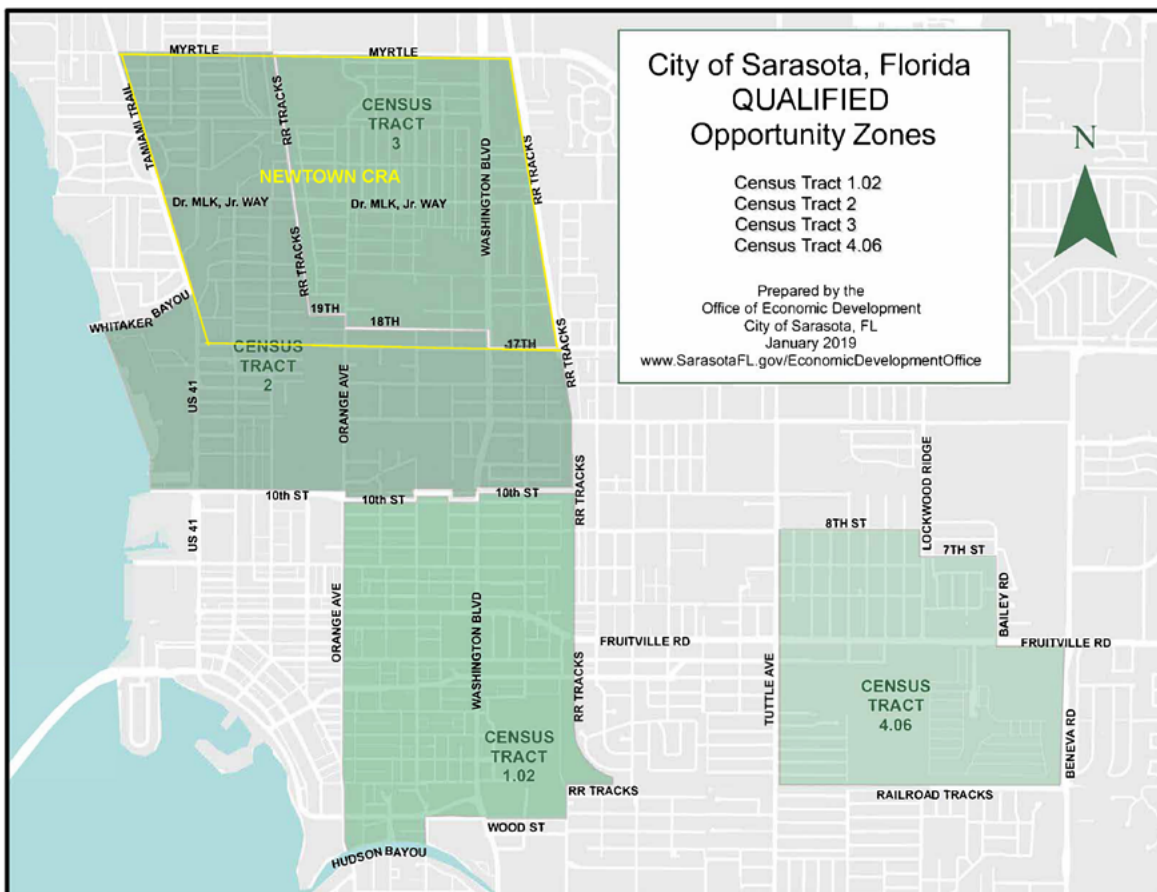 MYRTLE
MYRTLE
City of Sarasota, Florida
QUALIFIED
Opportunity Zones
Census Tract 1.02
Census Tract 2
Census Tract 3
Census Tract 4.06
Prepared by the
Office of Economic Development
City of Sarasota, FL
January 2019
www.SarasotaFL.gov/EconomicDevelopmentOffice
N
TAMIAMI TRAIL
RR TRACKS
CENSUS
TRACT
3
NEWTOWN CRA
WASHINGTON BLVD
RR TRACKS
Dr. MLK, Jr. WAY
Dr. MLK, Jr. WAY
RR TRACKS
WHITAKER BAYOU
19TH
18TH
17TH
RR TRACKS
CENSUS
TRACT
2
US 41
ORANGE AVE
10th ST
10th ST
10th ST
RR TRACKS
LOCKWOOD RIDGE
US 41
8TH ST
7TH ST
BAILEY RD
ORANGE AVE
WASHINGTON BLVD
FRUITVILLE RD
FRUITVILLE RD
RR TRACKS
TUTTLE AVE
CENSUS
TRACT
4.06
BENEVA RD
CENSUS
TRACT
1.02
RR TRACKS
RAILROAD TRACKS
WOOD ST
HUDSON BAYOU